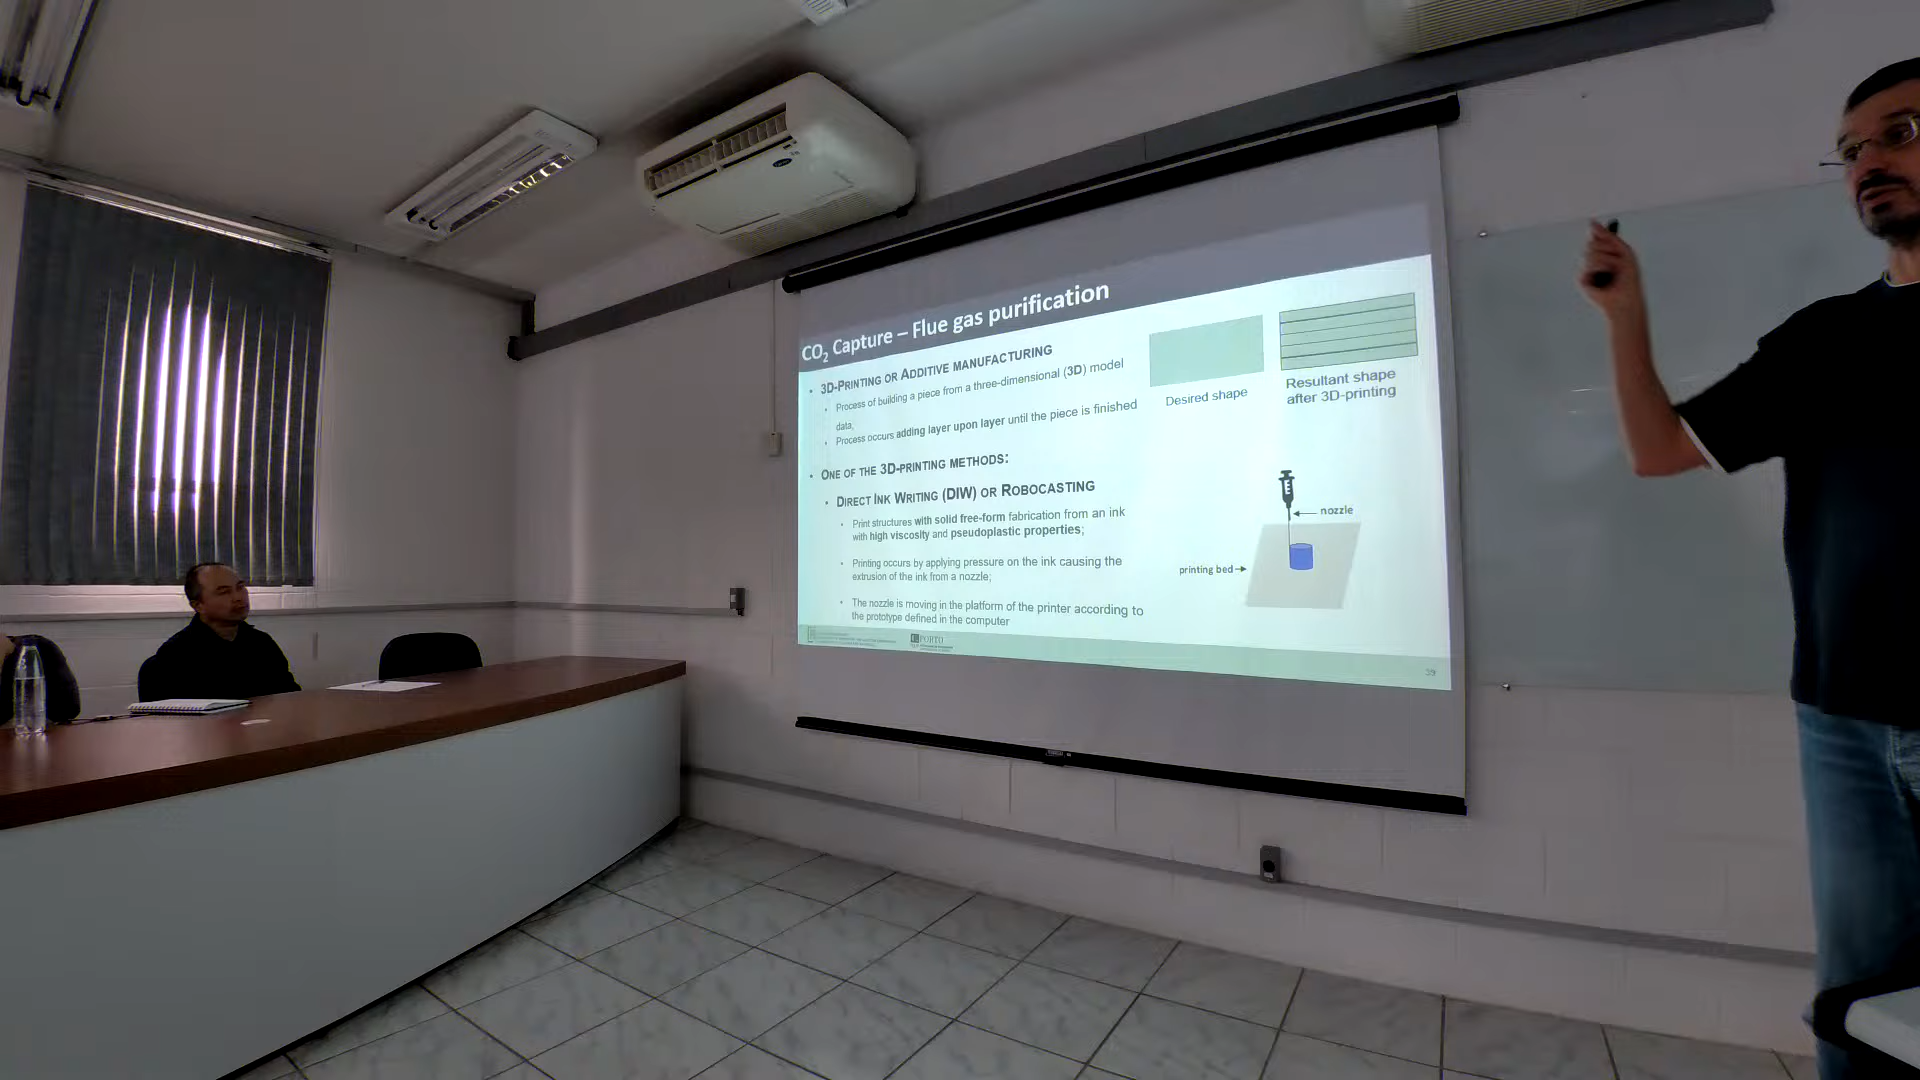 CO₂ Capture – Flue gas purification
• 3D-PRINTING OR ADDITIVE MANUFACTURING
• Process of building a piece from a three-dimensional (3D) model
data;
• Process occurs adding layer upon layer until the piece is finished
Desired shape
Resultant shape
after 3D-printing
• ONE OF THE 3D-PRINTING METHODS:
• DIRECT INK WRITING (DIW) OR ROBOCASTING
• Print structures with solid free-form fabrication from an ink
with high viscosity and pseudoplastic properties;
• Printing occurs by applying pressure on the ink causing the
extrusion of the ink from a nozzle;
• The nozzle is moving in the platform of the printer according to
the prototype defined in the computer
nozzle
printing bed
PORTO
39